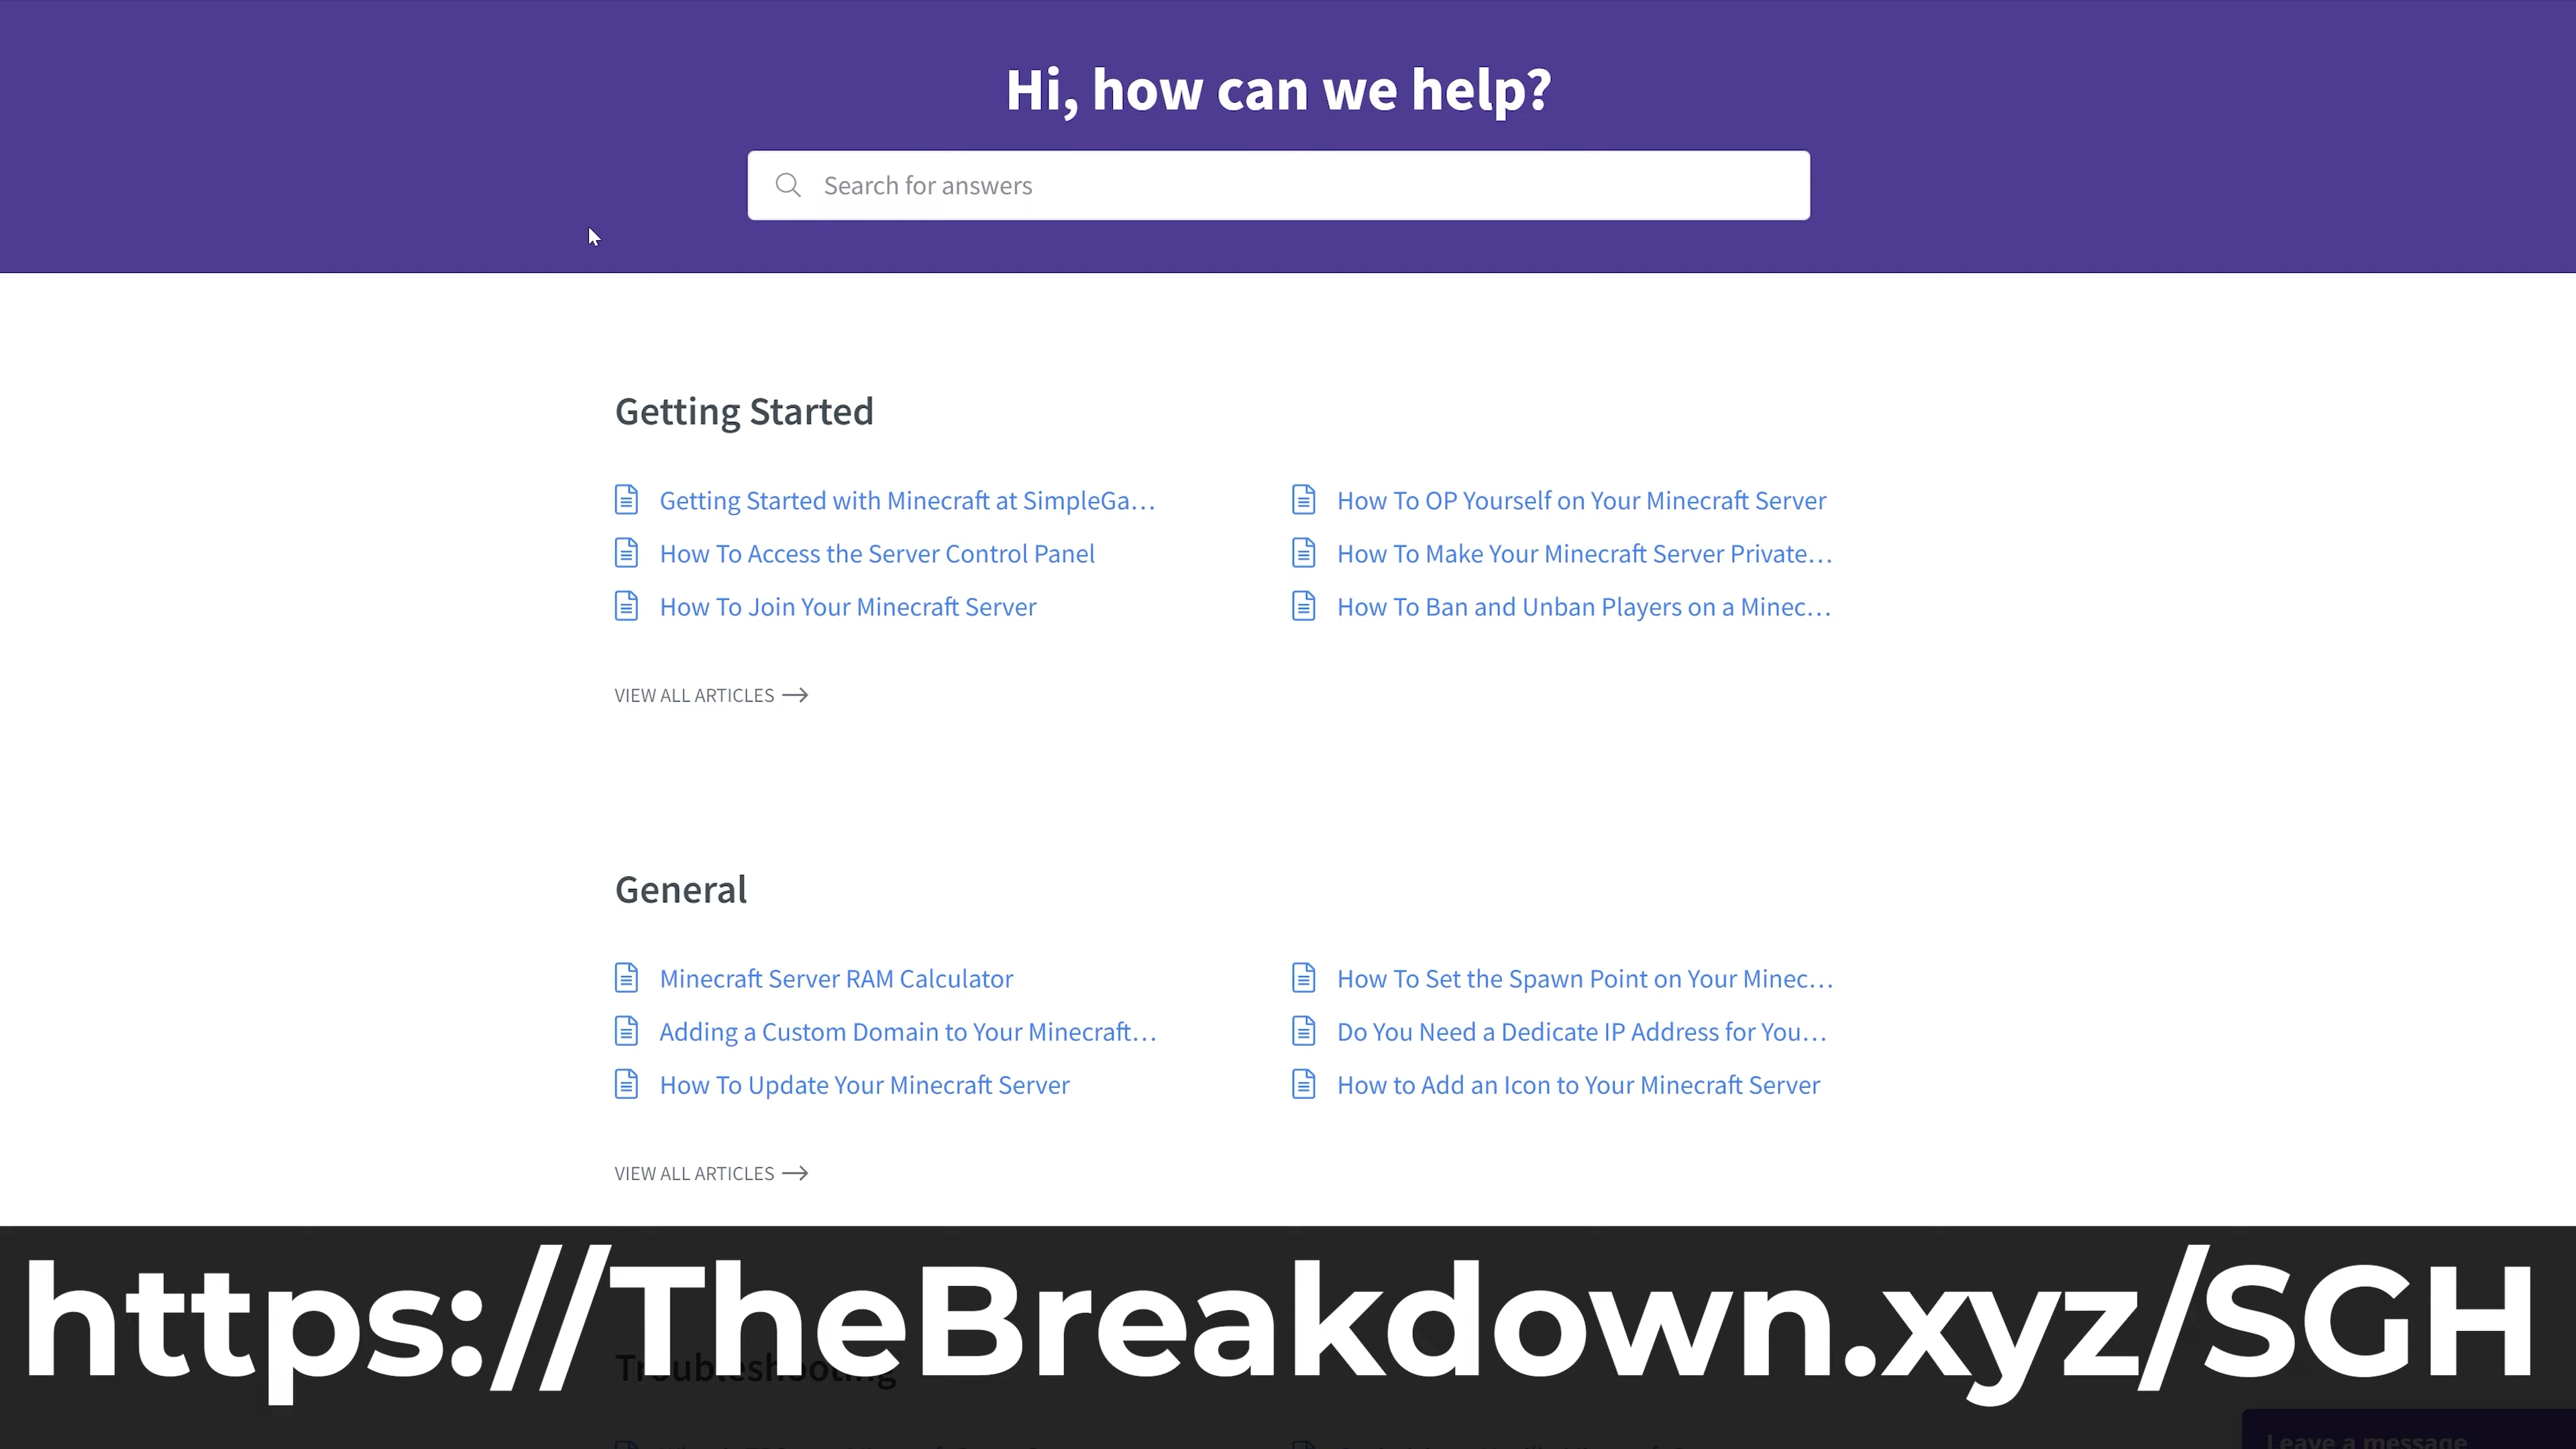 Hi, how can we help?
Search for answers
Getting Started
Getting Started with Minecraft at SimpleGa…
How To Access the Server Control Panel
How To Join Your Minecraft Server
How To OP Yourself on Your Minecraft Server
How To Make Your Minecraft Server Private…
How To Ban and Unban Players on a Minec…
VIEW ALL ARTICLES
General
Minecraft Server RAM Calculator
Adding a Custom Domain to Your Minecraft…
How To Update Your Minecraft Server
How To Set the Spawn Point on Your Minec…
Do You Need a Dedicate IP Address for You…
How to Add an Icon to Your Minecraft Server
VIEW ALL ARTICLES
https://TheBreakdown.xyz/SGH
Troubleshooting
Leave a message